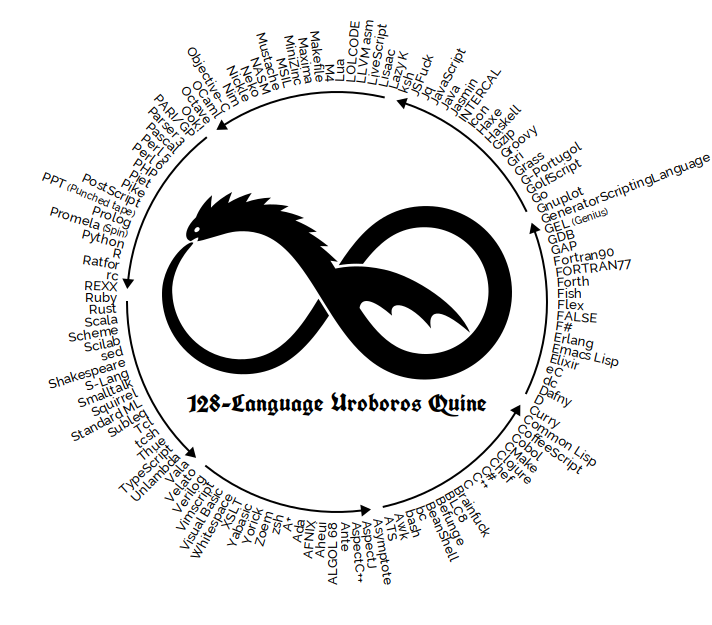 128-Language Uroboros Quine
Ruby
Rust
Scala
Scheme
Scilab
sed
Shakespeare
S-Lang
Smalltalk
Squirrel
Standard ML
Subleq
Tcl
tcsh
Thue
TypeScript
Unlambda
Vala
Velato
Verilog
Vimscript
Visual Basic
Whitespace
XSLT
Yabasic
Yorick
Zoem
zsh
A+
Ada
AFNIX
Aheui
ALGOL 68
Ante
AspectC++
AspectJ
Asymptote
ATS
Awk
bash
bc
BeanShell
Befunge
BLC8
Brainfuck
C
C++
C#
Chef
Clojure
CMake
Cobol
CoffeeScript
Common Lisp
Curry
D
Dafny
dc
eC
Elixir
Emacs Lisp
Erlang
F#
FALSE
Flex
Fish
Forth
FORTRAN77
Fortran90
GAP
GDB
GEL (Genius)
GeneratorScriptingLanguage
Gnuplot
Go
GolfScript
G-Portugol
Grass
Gri
Groovy
Gzip
Haskell
Haxe
Icon
INTERCAL
Jasmin
Java
JavaScript
jq
JSFuck
ksh
Lazy K
Lisaac
LiveScript
LLVM asm
LOLCODE
Lua
M4
Makefile
Maxima
MiniZinc
MSIL
Mustache
NASM
Neko
Nickle
Nim
Objective-C
OCaml
Octave
Ook!
PARI/GP
Parser 3
Pascal
Perl 5
Perl 6
PHP
Piet
Pike
PostScript
PPT (Punched tape)
Prolog
Promela (Spin)
Python
R
Ratfor
rc
REXX